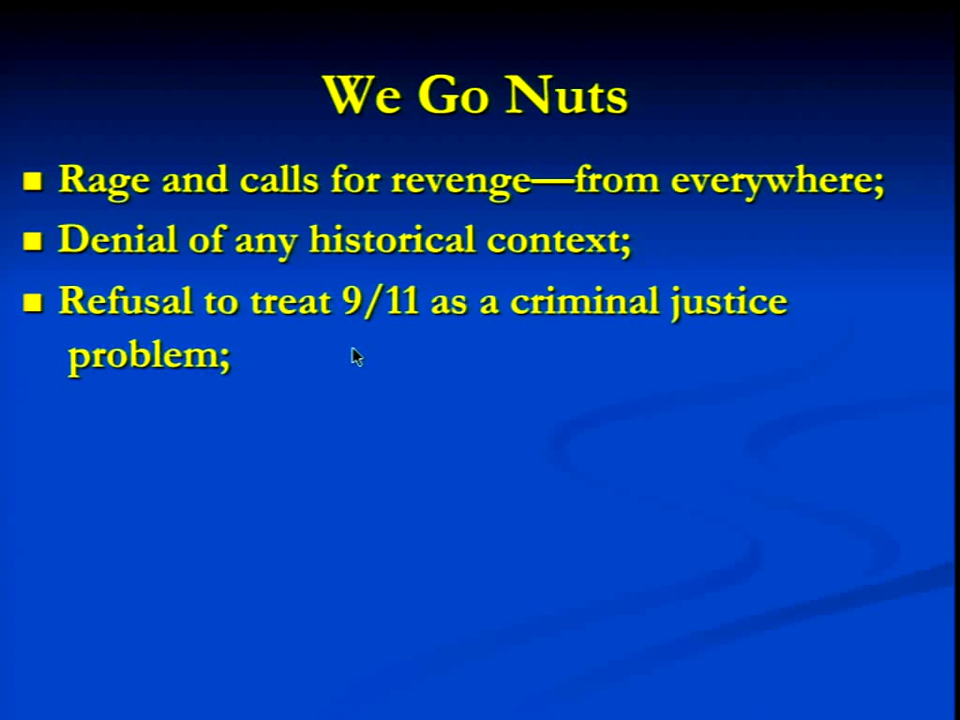 We Go Nuts
Rage and calls for revenge—from everywhere;
Denial of any historical context;
Refusal to treat 9/11 as a criminal justice
problem;